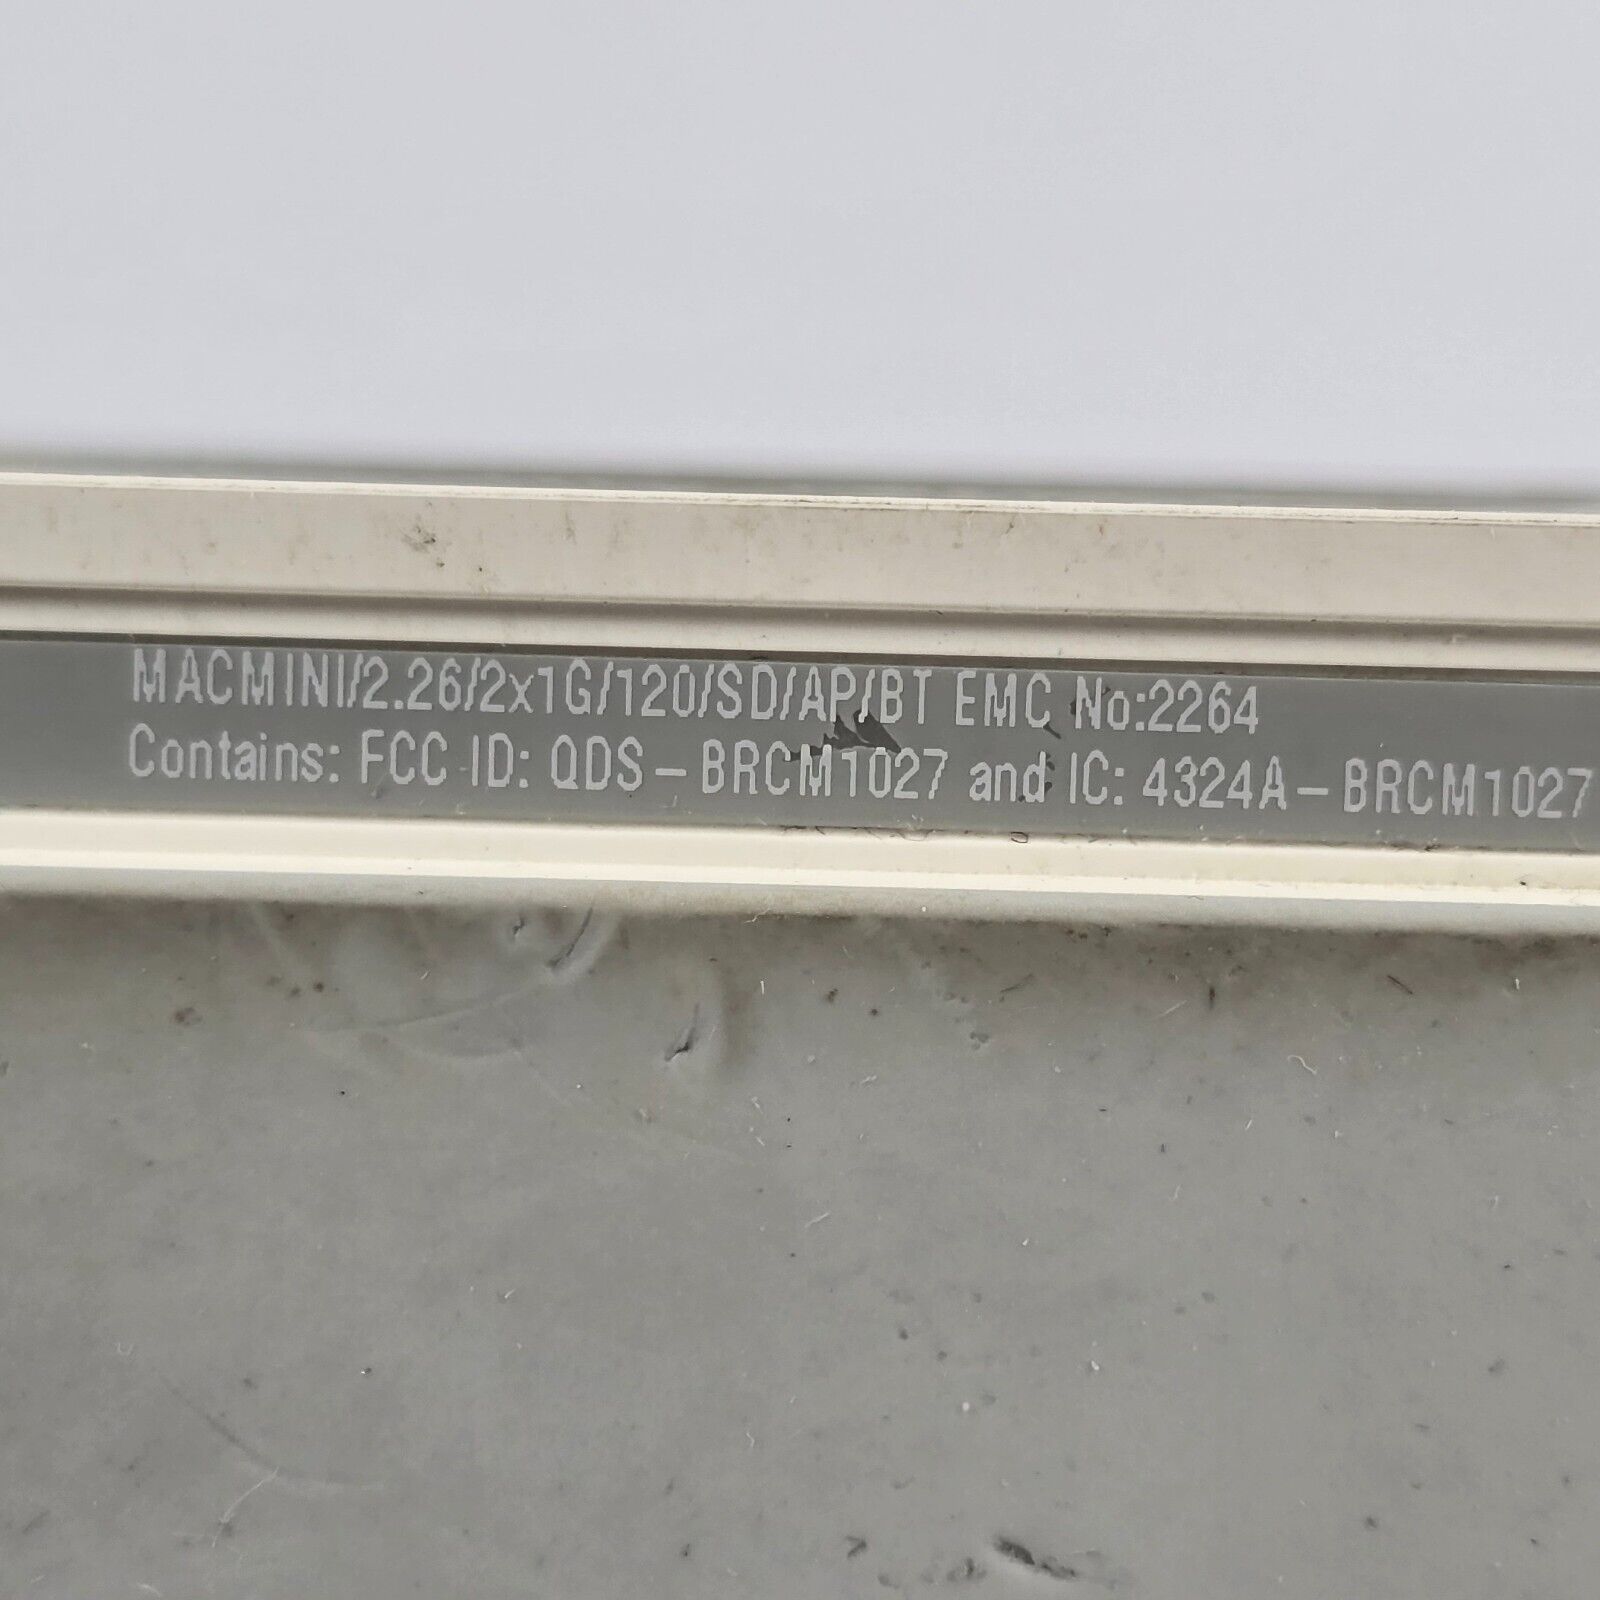 MACMINI/2.26/2x1G/120/SD/AP/BT EMC No:2264
Contains: FCC ID: QDS-BRCM1027 and IC: 4324A-BRCM1027